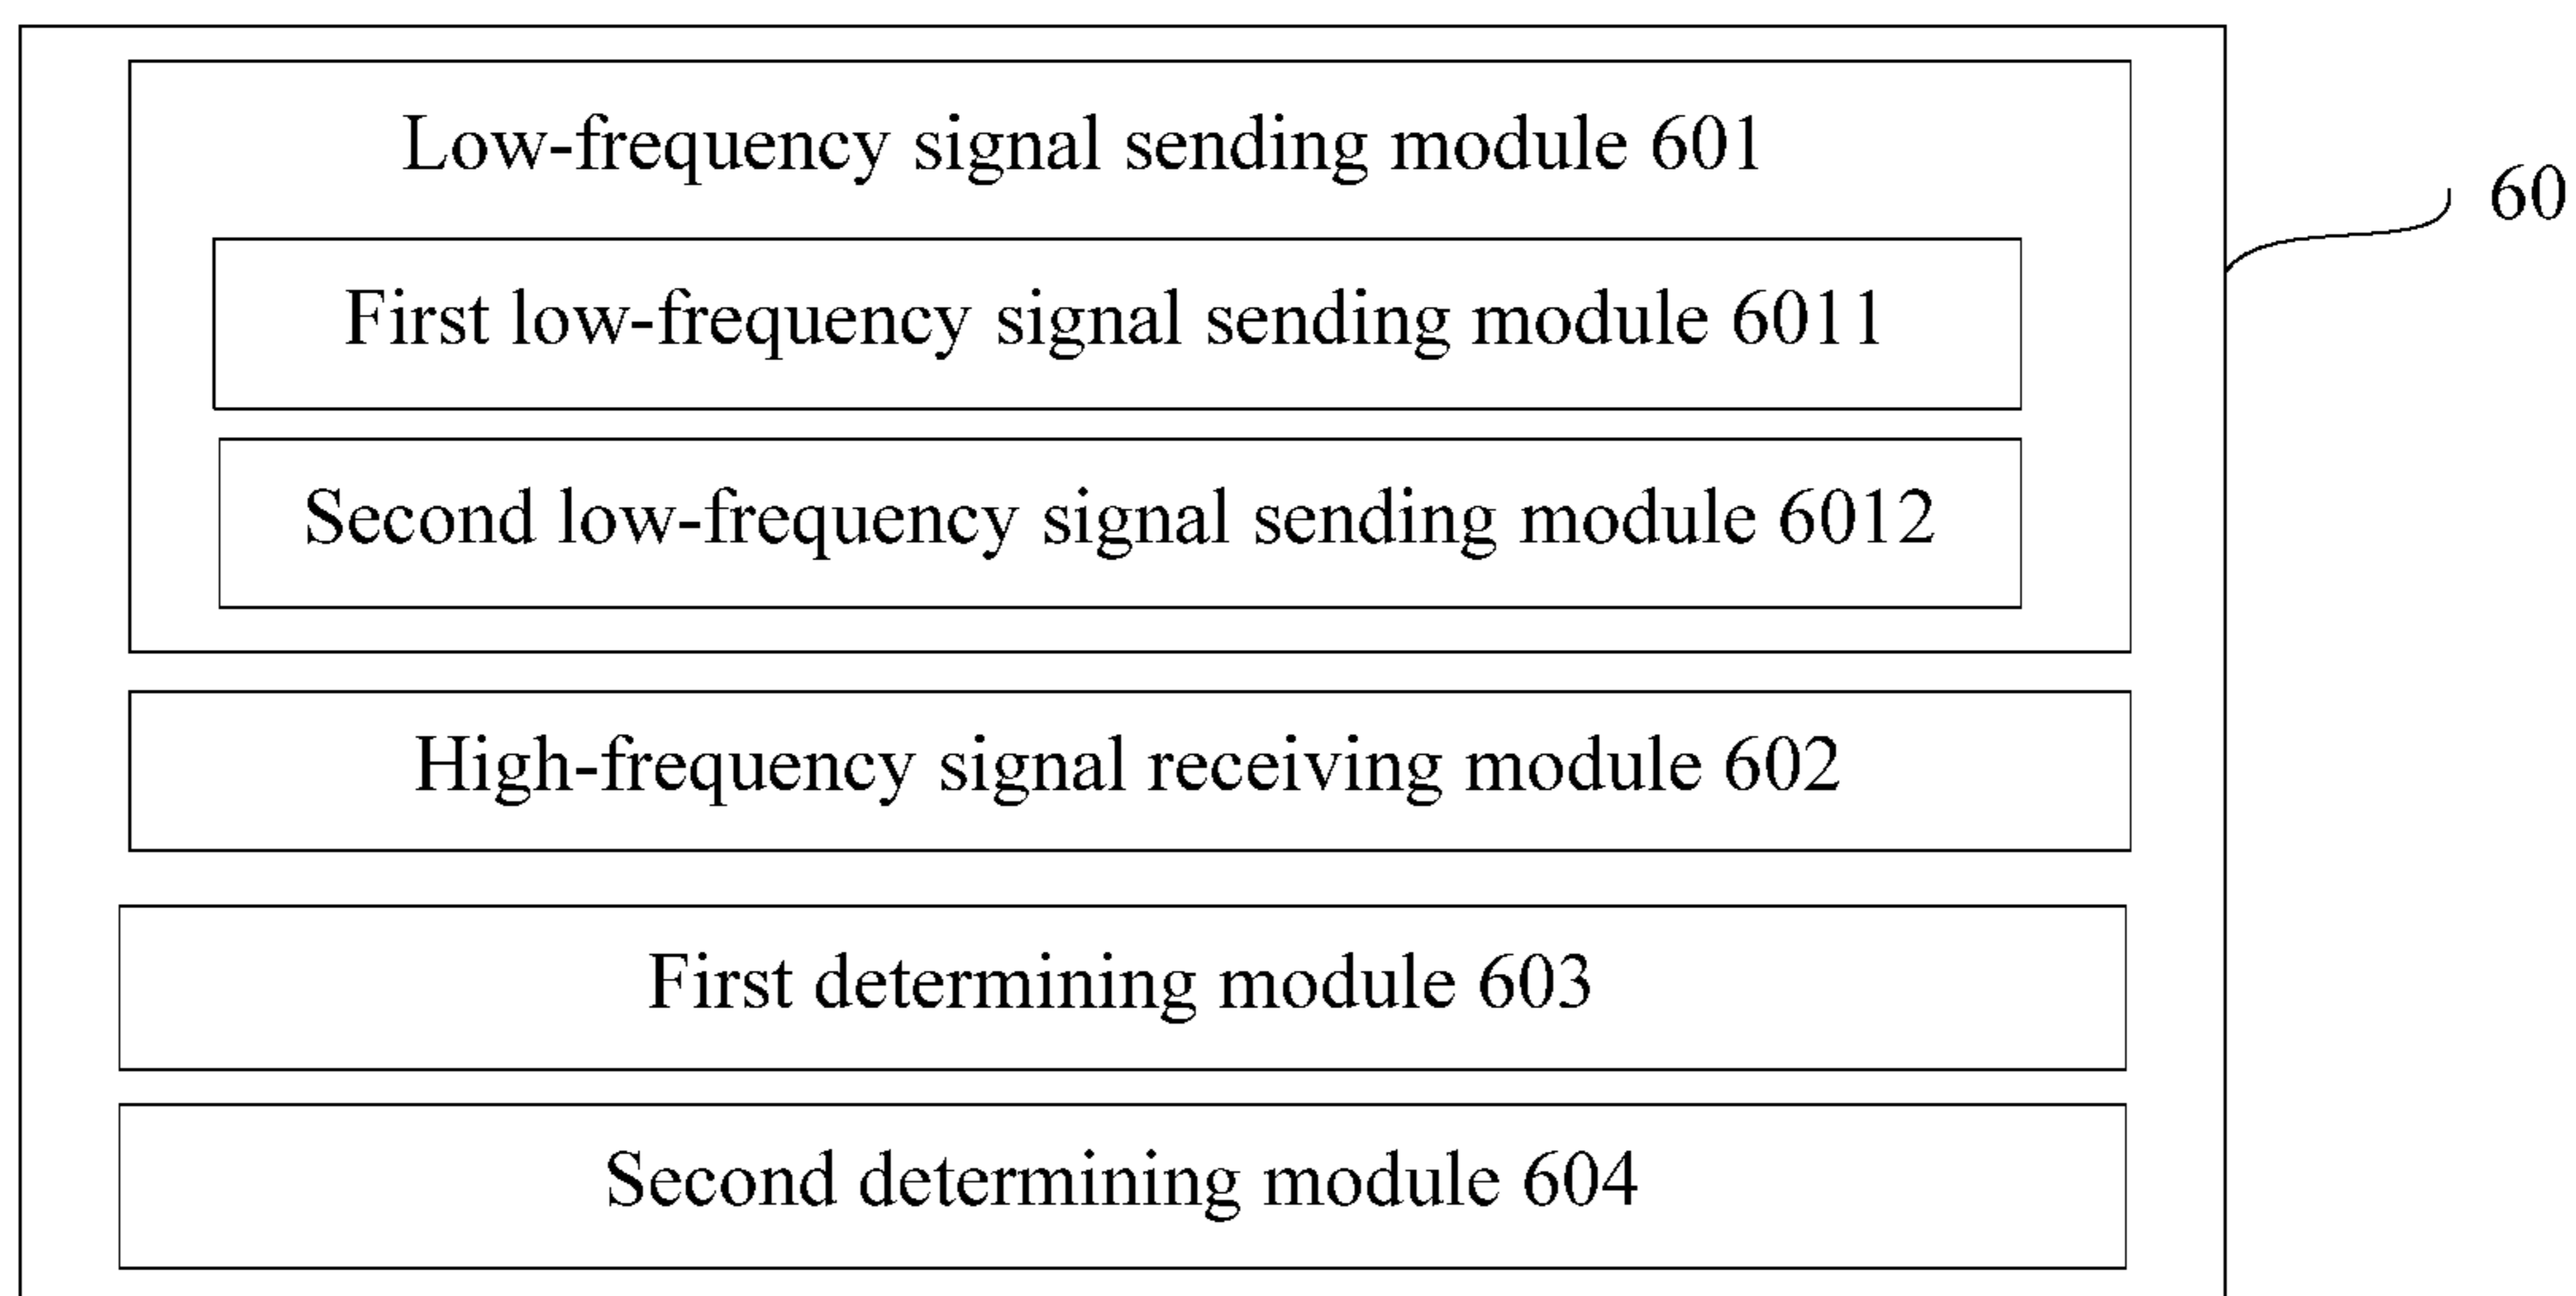 Low-frequency signal sending module 601
60
First low-frequency signal sending module 6011
Second low-frequency signal sending module 6012
High-frequency signal receiving module 602
First determining module 603
Second determining module 604